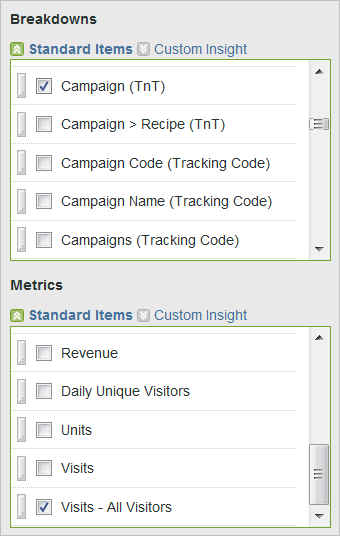 Breakdowns
Standard Items Custom Insight
Campaign (TnT)
Campaign > Recipe (TnT)
Campaign Code (Tracking Code)
Campaign Name (Tracking Code)
Campaigns (Tracking Code)
Metrics
Standard Items Custom Insight
Revenue
Daily Unique Visitors
Units
Visits
Visits - All Visitors